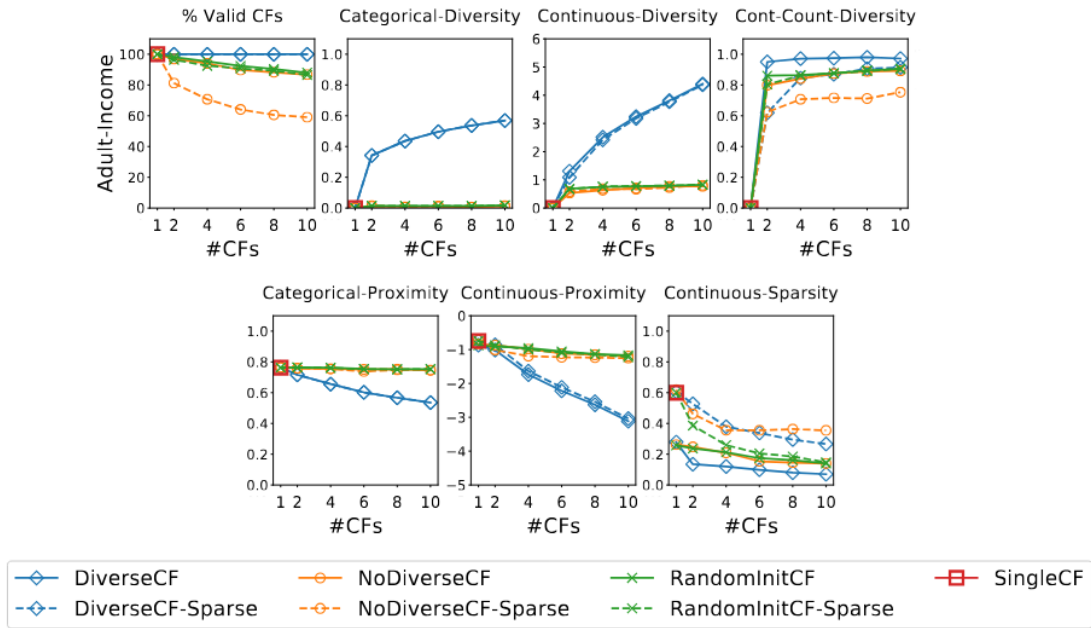 % Valid CFs
Categorical-Diversity
Continuous-Diversity
Cont-Count-Diversity
Adult-Income
100
80
60
40
20
0
1 2 4 6 8 10
#CFs
1.0
0.8
0.6
0.4
0.2
0.0
1 2 4 6 8 10
#CFs
6
5
4
3
2
1
0
1 2 4 6 8 10
#CFs
1.0
0.8
0.6
0.4
0.2
0.0
1 2 4 6 8 10
#CFs
Categorical-Proximity
Continuous-Proximity
Continuous-Sparsity
1.0
0.8
0.6
0.4
0.2
0.0
1 2 4 6 8 10
#CFs
0
−1
−2
−3
−4
−5
1 2 4 6 8 10
#CFs
1.0
0.8
0.6
0.4
0.2
0.0
1 2 4 6 8 10
#CFs
DiverseCF
NoDiverseCF
RandomInitCF
SingleCF
DiverseCF-Sparse
NoDiverseCF-Sparse
RandomInitCF-Sparse